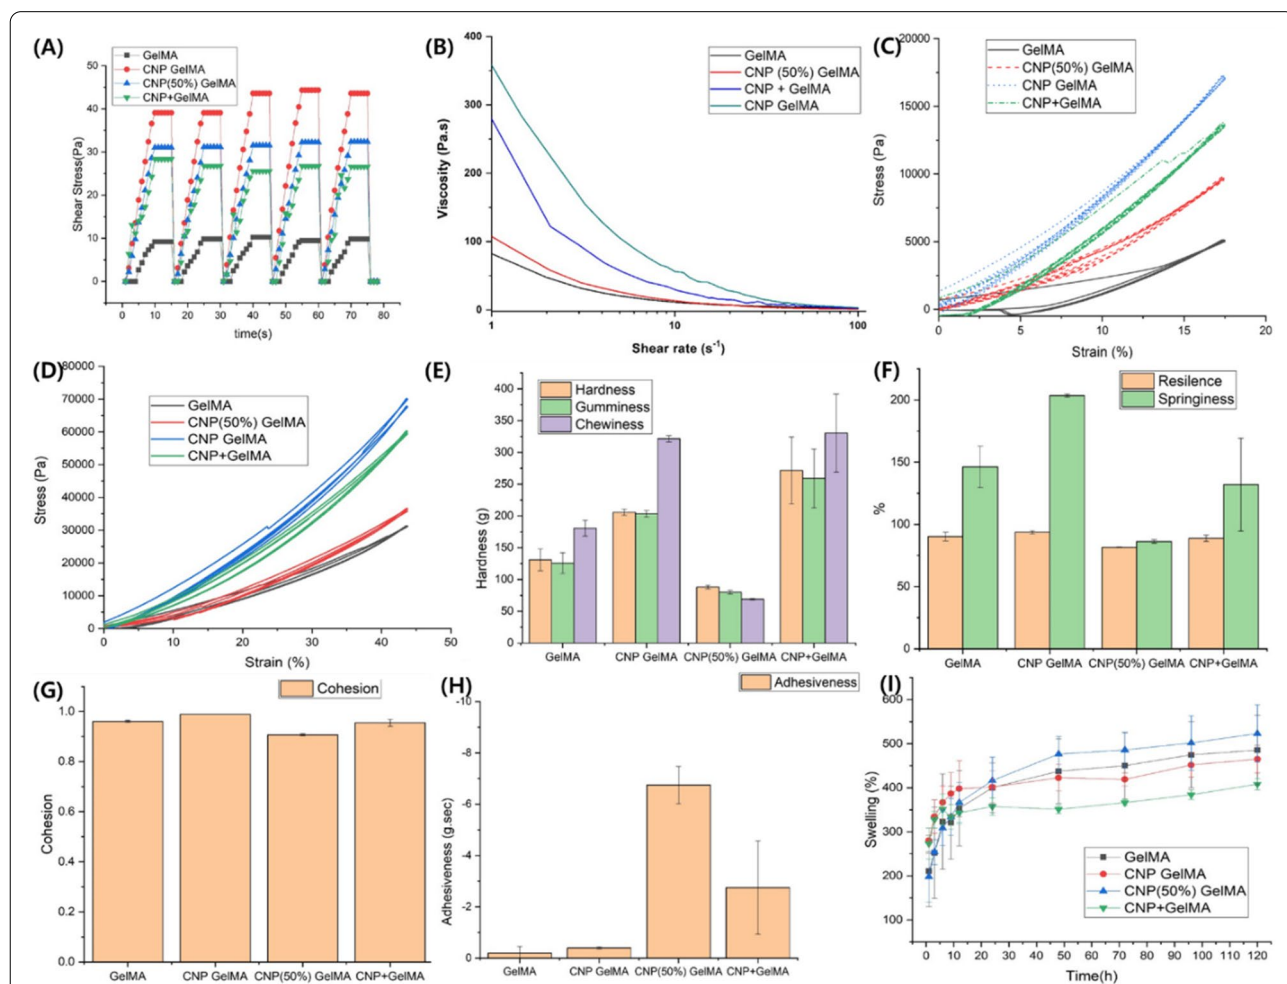 (A)
GelMA
CNP GelMA
CNP(50%) GelMA
CNP+GelMA
Shear Stress(Pa)
50
40
30
20
10
0
0 10 20 30 40 50 60 70 80
time(s)
(B)
GelMA
CNP (50%) GelMA
CNP + GelMA
CNP GelMA
Viscosity (Pa.s)
400
300
200
100
0
1 10 100
Shear rate (s⁻¹)
(C)
GelMA
CNP(50%) GelMA
CNP GelMA
CNP+GelMA
Stress (Pa)
20000
15000
10000
5000
0
0 5 10 15 20
Strain (%)
(D)
GelMA
CNP(50%) GelMA
CNP GelMA
CNP+GelMA
Stress (Pa)
80000
70000
60000
50000
40000
30000
20000
10000
0
0 10 20 30 40 50
Strain (%)
(E)
Hardness
Gumminess
Chewiness
Hardness (g)
400
350
300
250
200
150
100
50
0
GelMA CNP GelMA CNP(50%) GelMA CNP+GelMA
(F)
Resilence
Springiness
%
200
150
100
50
0
GelMA CNP GelMA CNP(50%) GelMA CNP+GelMA
(G)
Cohesion
Cohesion
1.0
0.8
0.6
0.4
0.2
0.0
GelMA CNP GelMA CNP(50%) GelMA CNP+GelMA
(H)
Adhesiveness
Adhesiveness (g.sec)
-10
-8
-6
-4
-2
0
GelMA CNP GelMA CNP(50%) GelMA CNP+GelMA
(I)
GelMA
CNP GelMA
CNP(50%) GelMA
CNP+GelMA
Swelling (%)
600
500
400
300
200
100
0 10 20 30 40 50 60 70 80 90 100 110 120
Time(h)